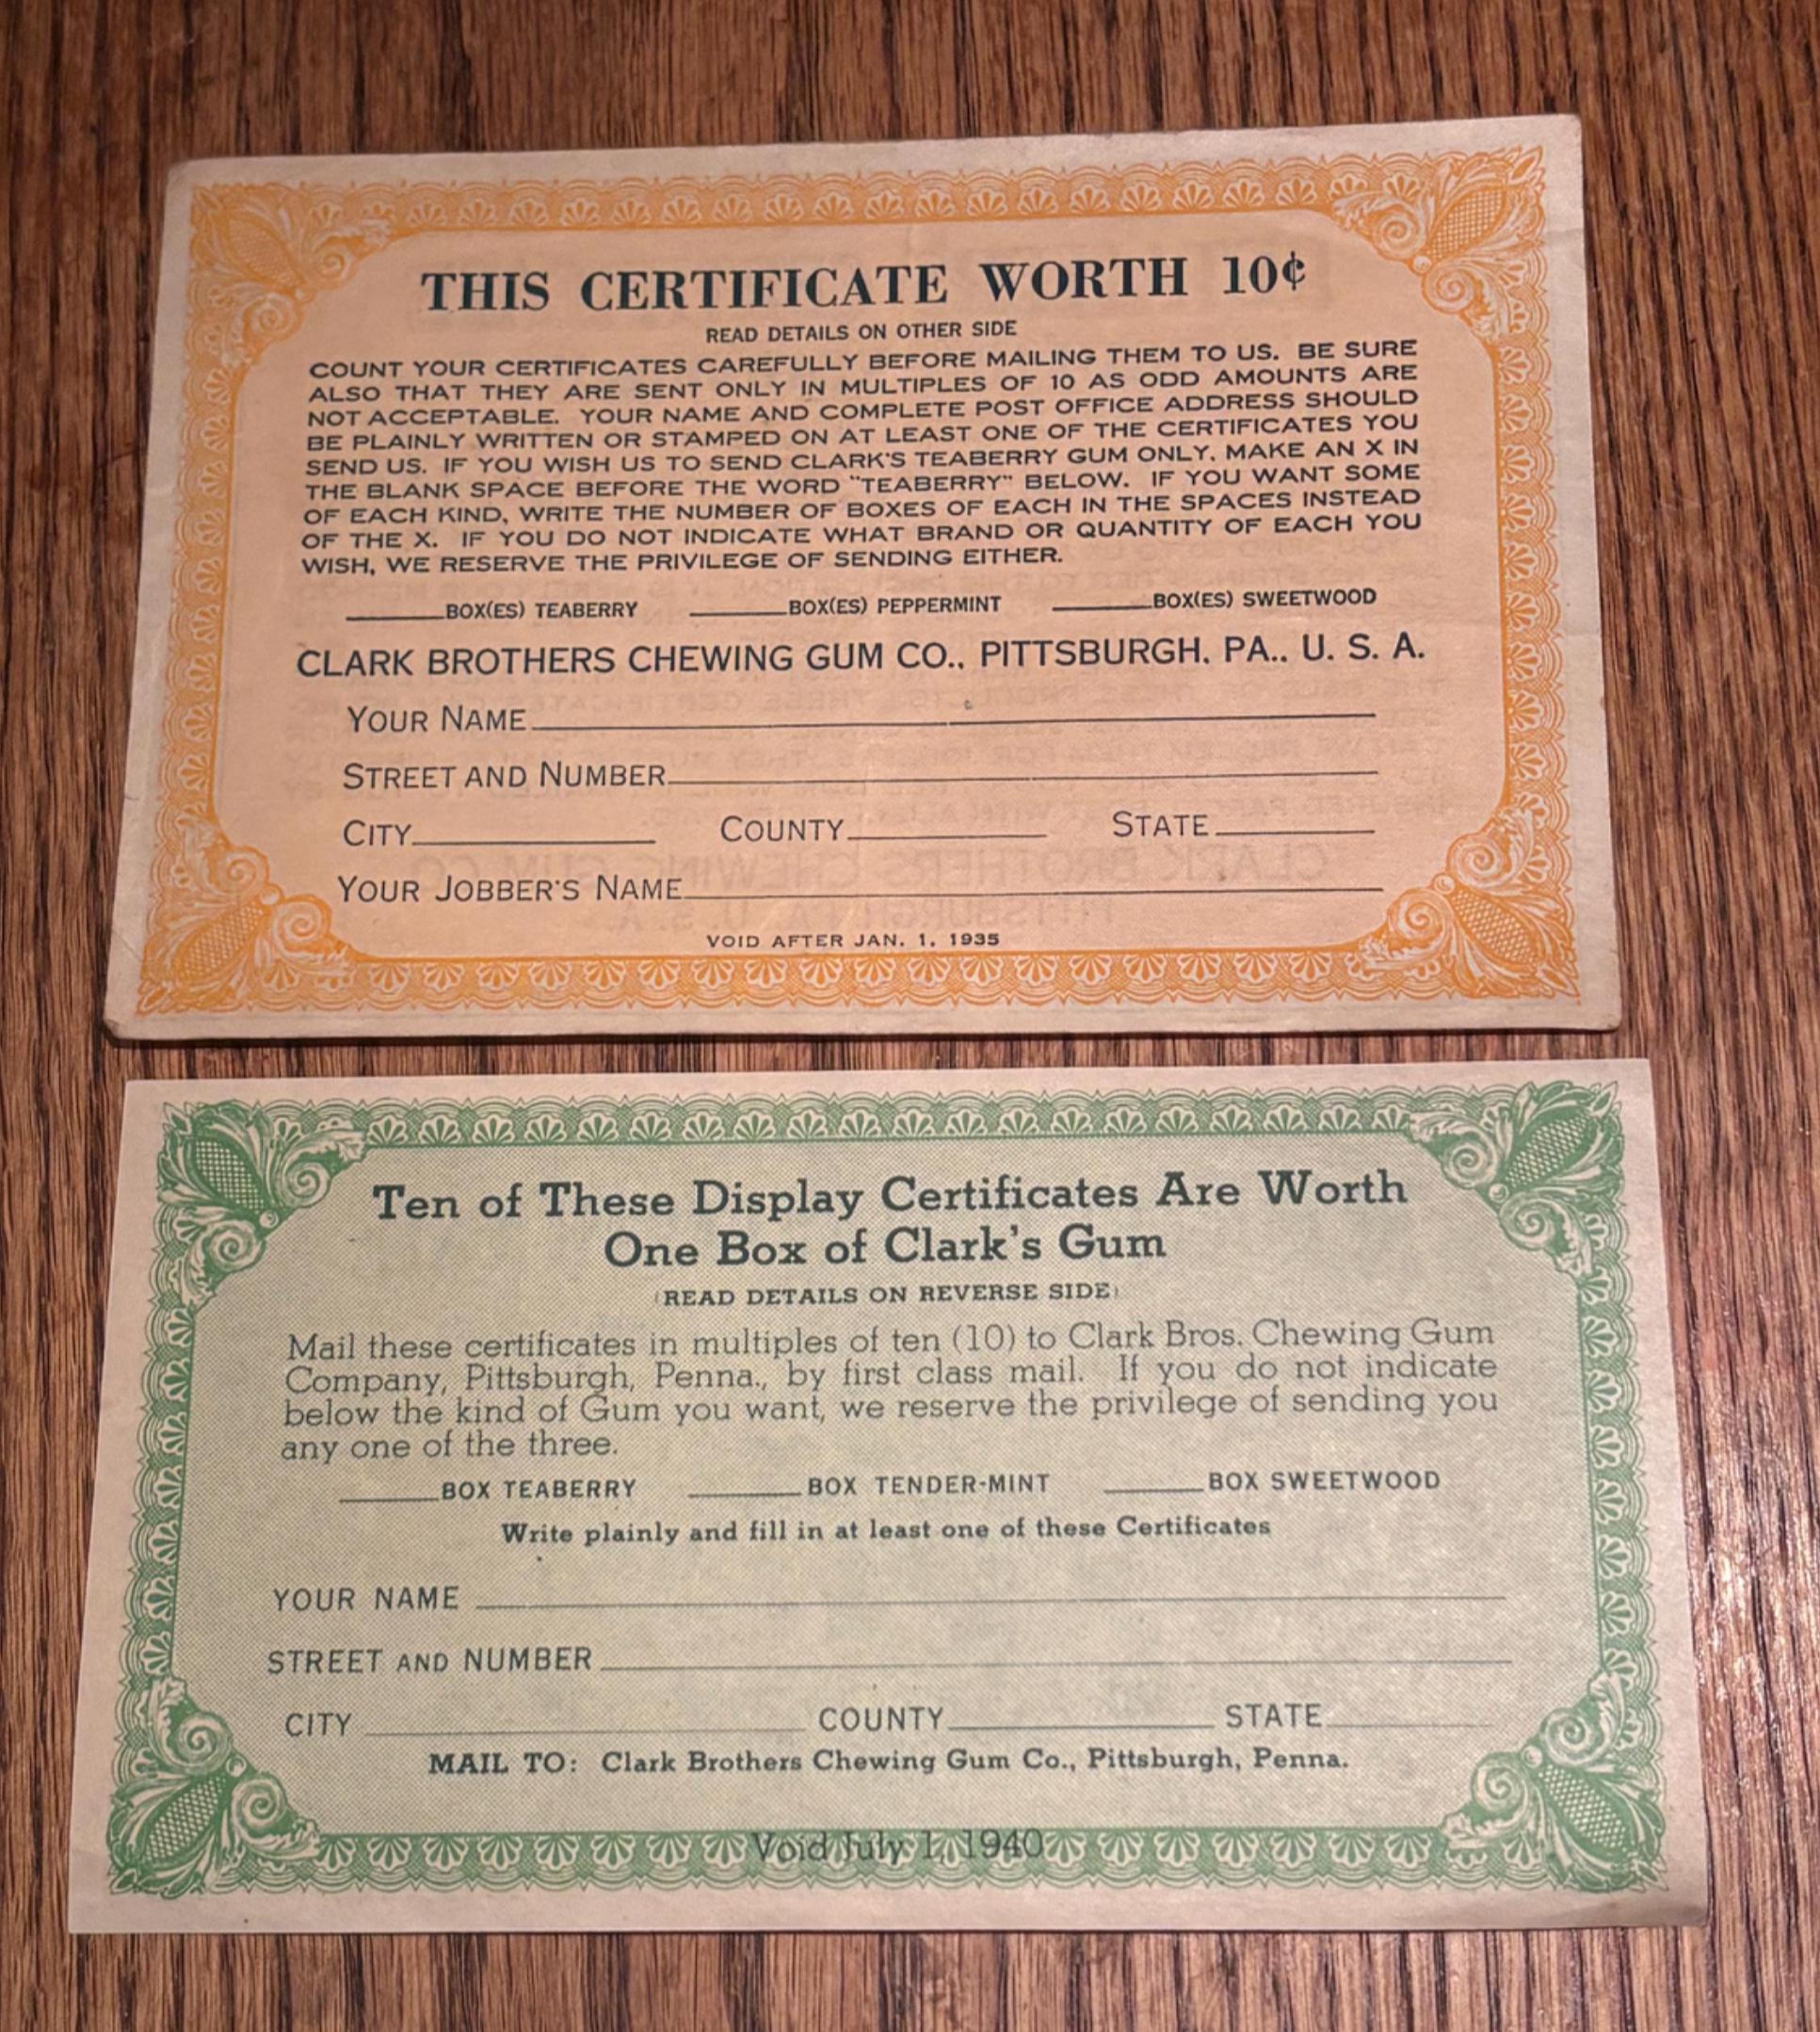 THIS CERTIFICATE WORTH 10¢
READ DETAILS ON OTHER SIDE
COUNT YOUR CERTIFICATES CAREFULLY BEFORE MAILING THEM TO US. BE SURE
ALSO THAT THEY ARE SENT ONLY IN MULTIPLES OF 10 AS ODD AMOUNTS ARE
NOT ACCEPTABLE. YOUR NAME AND COMPLETE POST OFFICE ADDRESS SHOULD
BE PLAINLY WRITTEN OR STAMPED ON AT LEAST ONE OF THE CERTIFICATES YOU
SEND US. IF YOU WISH US TO SEND CLARK'S TEABERRY GUM ONLY, MAKE AN X IN
THE BLANK SPACE BEFORE THE WORD "TEABERRY" BELOW. IF YOU WANT SOME
OF EACH KIND, WRITE THE NUMBER OF BOXES OF EACH IN THE SPACES INSTEAD
OF THE X. IF YOU DO NOT INDICATE WHAT BRAND OR QUANTITY OF EACH YOU
WISH, WE RESERVE THE PRIVILEGE OF SENDING EITHER.
______BOX(ES) TEABERRY ______BOX(ES) PEPPERMINT ______BOX(ES) SWEETWOOD
CLARK BROTHERS CHEWING GUM CO., PITTSBURGH, PA., U. S. A.
YOUR NAME
STREET AND NUMBER
CITY COUNTY STATE
YOUR JOBBER'S NAME
VOID AFTER JAN. 1, 1935
Ten of These Display Certificates Are Worth
One Box of Clark's Gum
(READ DETAILS ON REVERSE SIDE)
Mail these certificates in multiples of ten (10) to Clark Bros. Chewing Gum
Company, Pittsburgh, Penna., by first class mail. If you do not indicate
below the kind of Gum you want, we reserve the privilege of sending you
any one of the three.
______BOX TEABERRY ______BOX TENDER-MINT ______BOX SWEETWOOD
Write plainly and fill in at least one of these Certificates
YOUR NAME
STREET AND NUMBER
CITY COUNTY STATE
MAIL TO: Clark Brothers Chewing Gum Co., Pittsburgh, Penna.
Void July 1, 1940